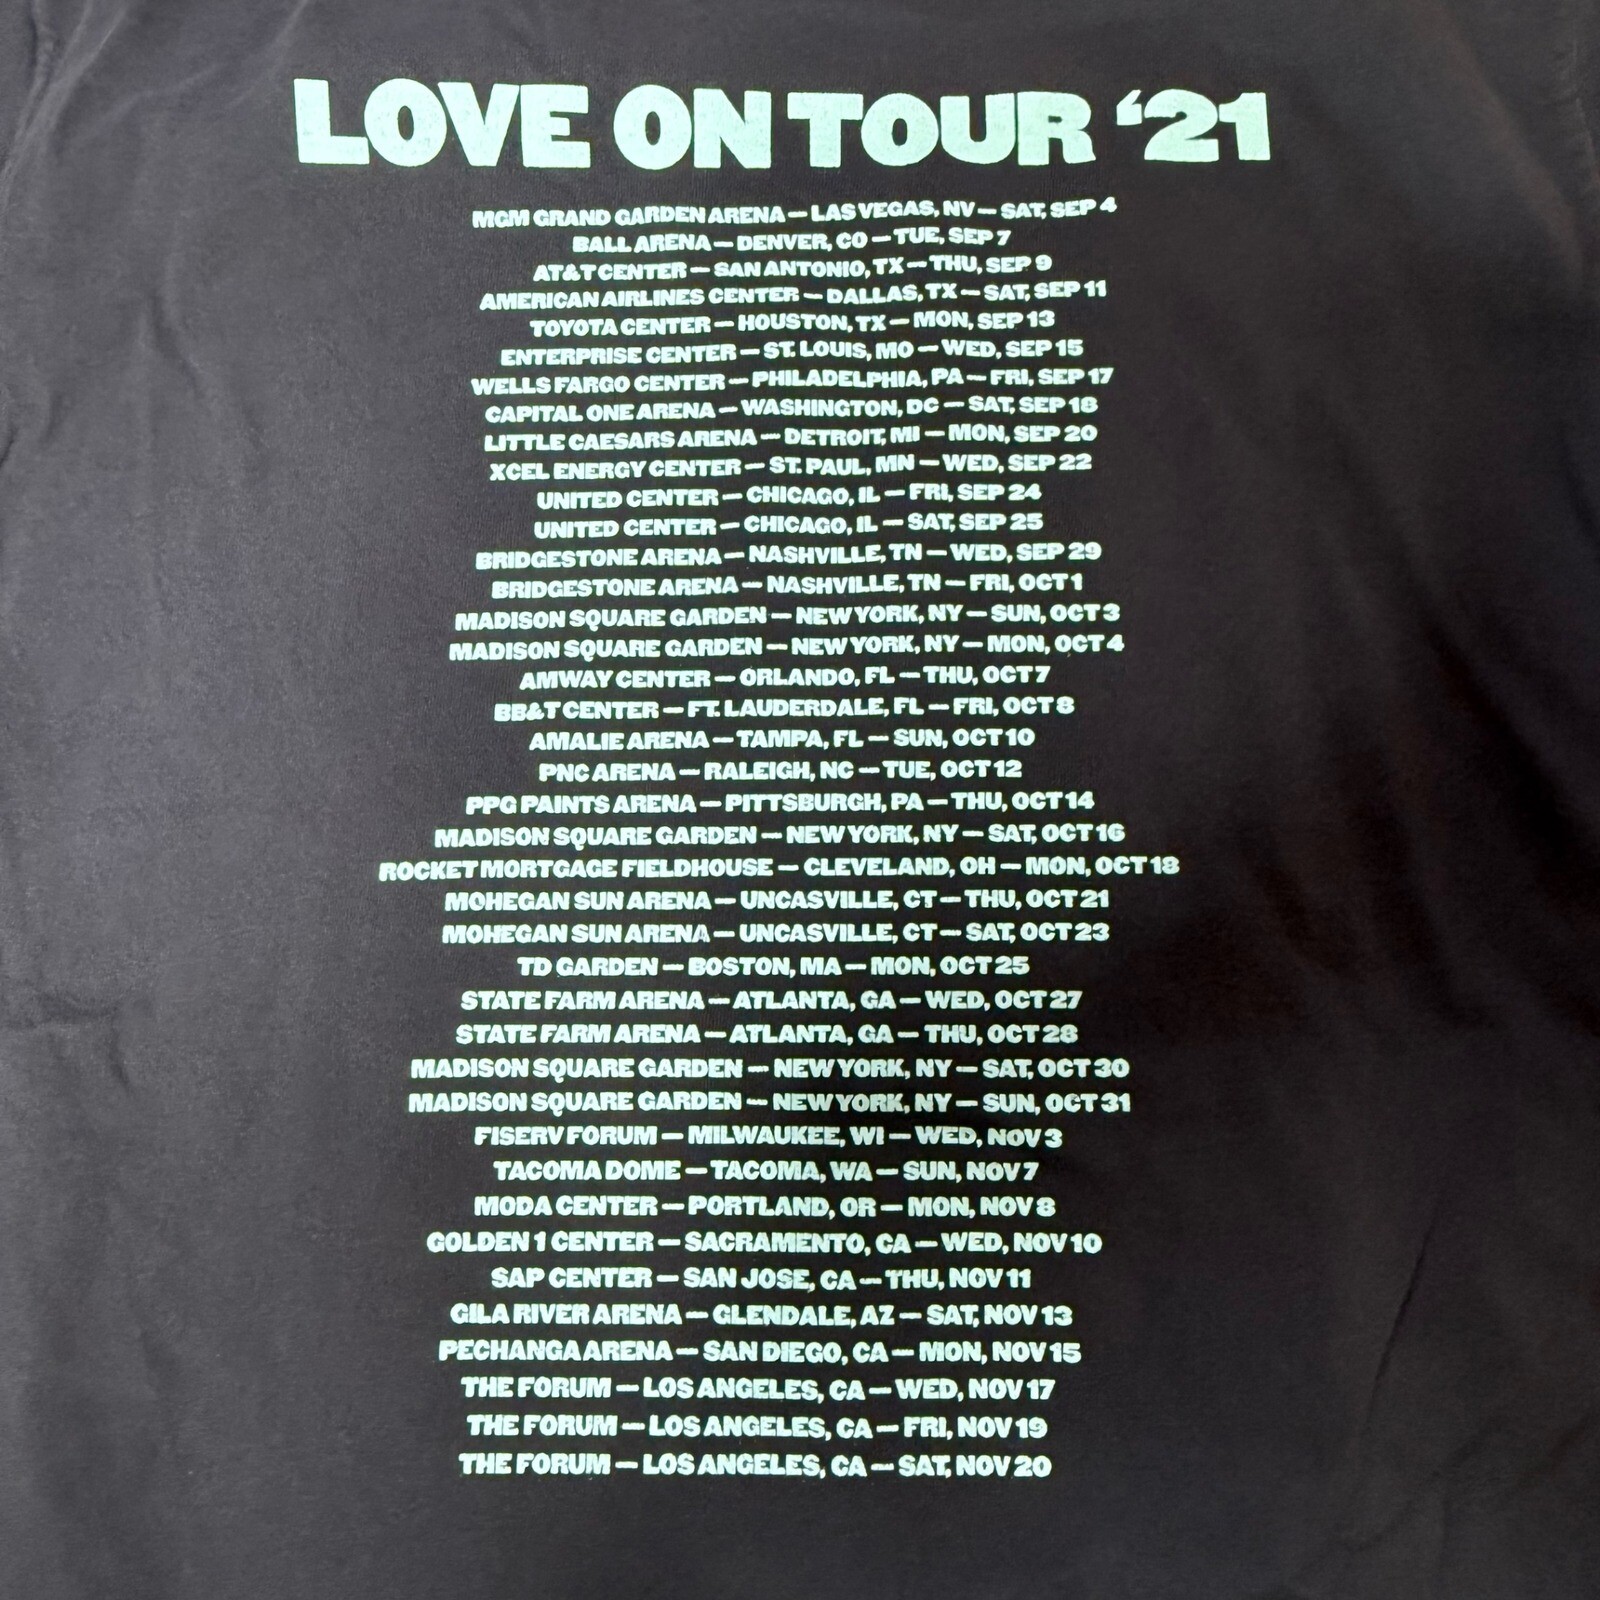 LOVE ON TOUR '21
MGM GRAND GARDEN ARENA — LAS VEGAS, NV — SAT, SEP 4
BALL ARENA — DENVER, CO — TUE, SEP 7
AT&T CENTER — SAN ANTONIO, TX — THU, SEP 9
AMERICAN AIRLINES CENTER — DALLAS, TX — SAT, SEP 11
TOYOTA CENTER — HOUSTON, TX — MON, SEP 13
ENTERPRISE CENTER — ST. LOUIS, MO — WED, SEP 15
WELLS FARGO CENTER — PHILADELPHIA, PA — FRI, SEP 17
CAPITAL ONE ARENA — WASHINGTON, DC — SAT, SEP 18
LITTLE CAESARS ARENA — DETROIT, MI — MON, SEP 20
XCEL ENERGY CENTER — ST. PAUL, MN — WED, SEP 22
UNITED CENTER — CHICAGO, IL — FRI, SEP 24
UNITED CENTER — CHICAGO, IL — SAT, SEP 25
BRIDGESTONE ARENA — NASHVILLE, TN — WED, SEP 29
BRIDGESTONE ARENA — NASHVILLE, TN — FRI, OCT 1
MADISON SQUARE GARDEN — NEW YORK, NY — SUN, OCT 3
MADISON SQUARE GARDEN — NEW YORK, NY — MON, OCT 4
AMWAY CENTER — ORLANDO, FL — THU, OCT 7
BB&T CENTER — FT. LAUDERDALE, FL — FRI, OCT 8
AMALIE ARENA — TAMPA, FL — SUN, OCT 10
PNC ARENA — RALEIGH, NC — TUE, OCT 12
PPG PAINTS ARENA — PITTSBURGH, PA — THU, OCT 14
MADISON SQUARE GARDEN — NEW YORK, NY — SAT, OCT 16
ROCKET MORTGAGE FIELDHOUSE — CLEVELAND, OH — MON, OCT 18
MOHEGAN SUN ARENA — UNCASVILLE, CT — THU, OCT 21
MOHEGAN SUN ARENA — UNCASVILLE, CT — SAT, OCT 23
TD GARDEN — BOSTON, MA — MON, OCT 25
STATE FARM ARENA — ATLANTA, GA — WED, OCT 27
STATE FARM ARENA — ATLANTA, GA — THU, OCT 28
MADISON SQUARE GARDEN — NEW YORK, NY — SAT, OCT 30
MADISON SQUARE GARDEN — NEW YORK, NY — SUN, OCT 31
FISERV FORUM — MILWAUKEE, WI — WED, NOV 3
TACOMA DOME — TACOMA, WA — SUN, NOV 7
MODA CENTER — PORTLAND, OR — MON, NOV 8
GOLDEN 1 CENTER — SACRAMENTO, CA — WED, NOV 10
SAP CENTER — SAN JOSE, CA — THU, NOV 11
GILA RIVER ARENA — GLENDALE, AZ — SAT, NOV 13
PECHANGA ARENA — SAN DIEGO, CA — MON, NOV 15
THE FORUM — LOS ANGELES, CA — WED, NOV 17
THE FORUM — LOS ANGELES, CA — FRI, NOV 19
THE FORUM — LOS ANGELES, CA — SAT, NOV 20